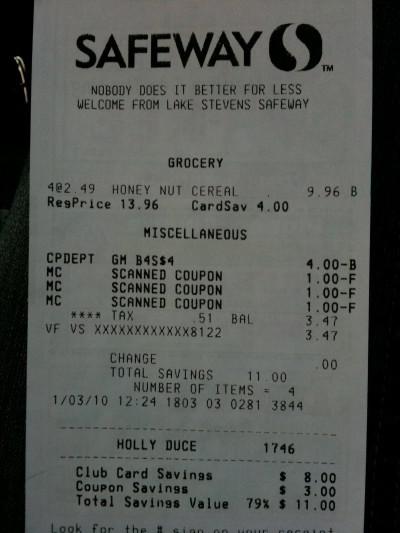 SAFEWAY TM
NOBODY DOES IT BETTER FOR LESS
WELCOME FROM LAKE STEVENS SAFEWAY
GROCERY
4@2.49 HONEY NUT CEREAL . 9.96 B
RegPrice 13.96 CardSav 4.00
MISCELLANEOUS
CPDEPT GM B4S$4 4.00-B
MC SCANNED COUPON 1.00-F
MC SCANNED COUPON 1.00-F
MC SCANNED COUPON 1.00-F
**** TAX .51 BAL 3.47
VF VS XXXXXXXXXXXX8122 3.47
CHANGE .00
TOTAL SAVINGS 11.00
NUMBER OF ITEMS = 4
1/03/10 12:24 1803 03 0281 3844
HOLLY DUCE 1746
Club Card Savings $ 8.00
Coupon Savings $ 3.00
Total Savings Value 79% $ 11.00
Look for the # sign on your receipt